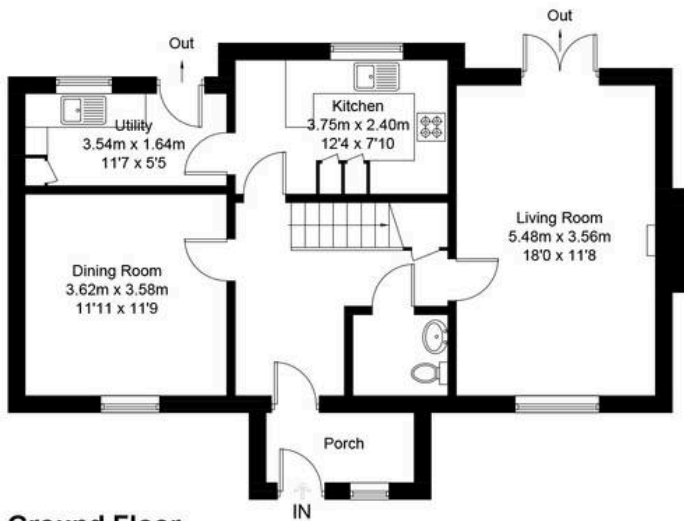 Out
Out
Kitchen
3.75m x 2.40m
12'4 x 7'10
Utility
3.54m x 1.64m
11'7 x 5'5
Living Room
5.48m x 3.56m
18'0 x 11'8
Dining Room
3.62m x 3.58m
11'11 x 11'9
Porch
IN
Ground Floor